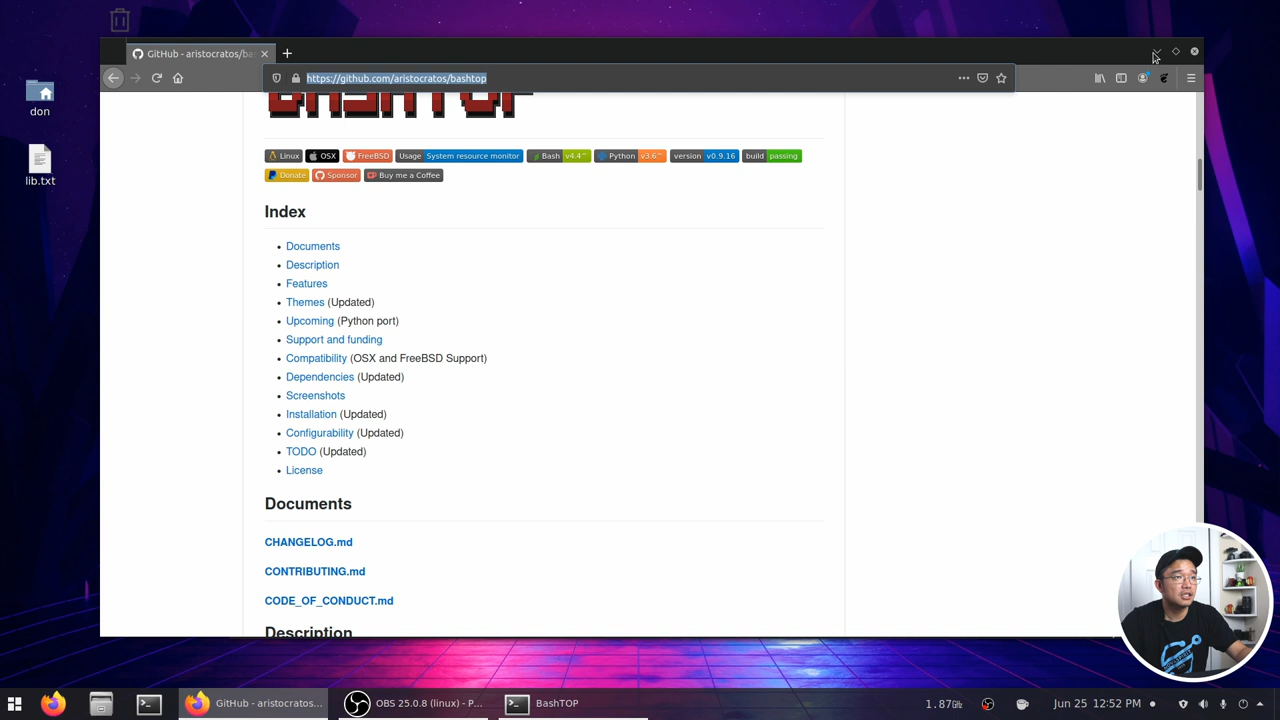 GitHub - aristocratos/ba
https://github.com/aristocratos/bashtop
don
lib.txt
Linux OSX FreeBSD Usage System resource monitor Bash v4.4^ Python v3.6^ version v0.9.16 build passing
Donate Sponsor Buy me a Coffee
Index
• Documents
• Description
• Features
• Themes (Updated)
• Upcoming (Python port)
• Support and funding
• Compatibility (OSX and FreeBSD Support)
• Dependencies (Updated)
• Screenshots
• Installation (Updated)
• Configurability (Updated)
• TODO (Updated)
• License
Documents
CHANGELOG.md
CONTRIBUTING.md
CODE_OF_CONDUCT.md
Description
GitHub - aristocratos... OBS 25.0.8 (linux) - P... BashTOP 1.87GHz Jun 25 12:52 PM